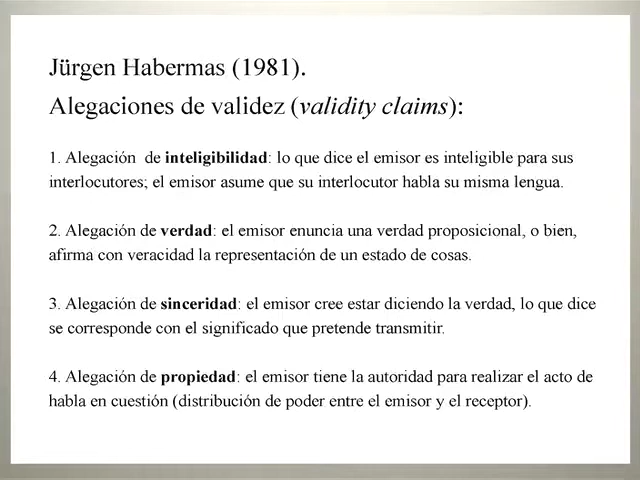 Jürgen Habermas (1981).
Alegaciones de validez (validity claims):
1. Alegación de inteligibilidad: lo que dice el emisor es inteligible para sus
interlocutores; el emisor asume que su interlocutor habla su misma lengua.
2. Alegación de verdad: el emisor enuncia una verdad proposicional, o bien,
afirma con veracidad la representación de un estado de cosas.
3. Alegación de sinceridad: el emisor cree estar diciendo la verdad, lo que dice
se corresponde con el significado que pretende transmitir.
4. Alegación de propiedad: el emisor tiene la autoridad para realizar el acto de
habla en cuestión (distribución de poder entre el emisor y el receptor).